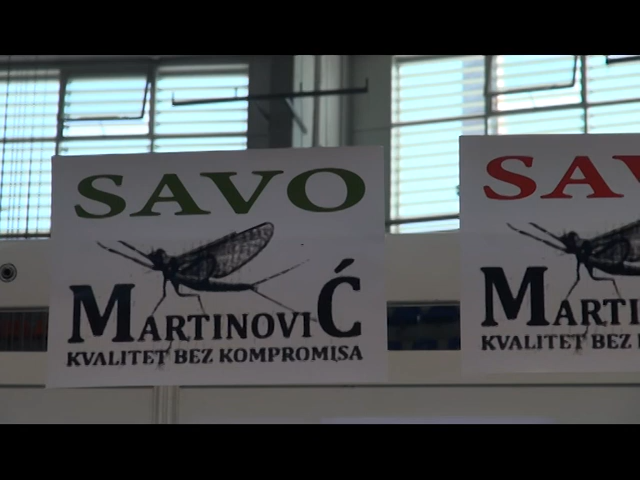 SAVO
MARTINOVIĆ
KVALITET BEZ KOMPROMISA
SAV
MARTI
KVALITET BEZ